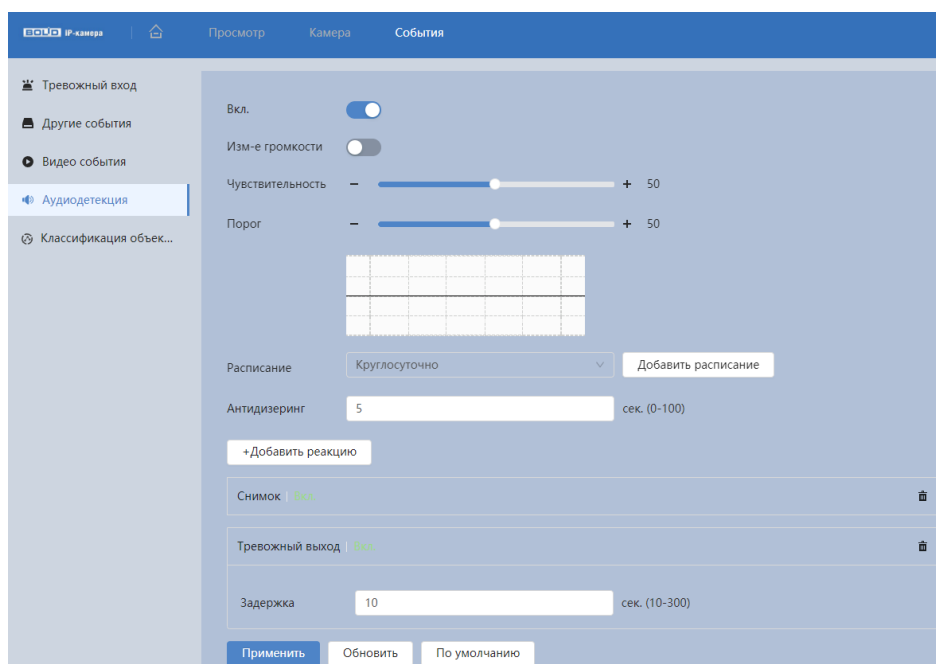 BOLID IP-камера
Просмотр
Камера
События
Тревожный вход
Другие события
Видео события
Аудиодетекция
Классификация объек...
Вкл.
Изм-е громкости
Чувствительность − + 50
Порог − + 50
Расписание Круглосуточно Добавить расписание
Антидизеринг 5 сек. (0-100)
+Добавить реакцию
Снимок |
Тревожный выход |
Задержка 10 сек. (10-300)
Применить Обновить По умолчанию